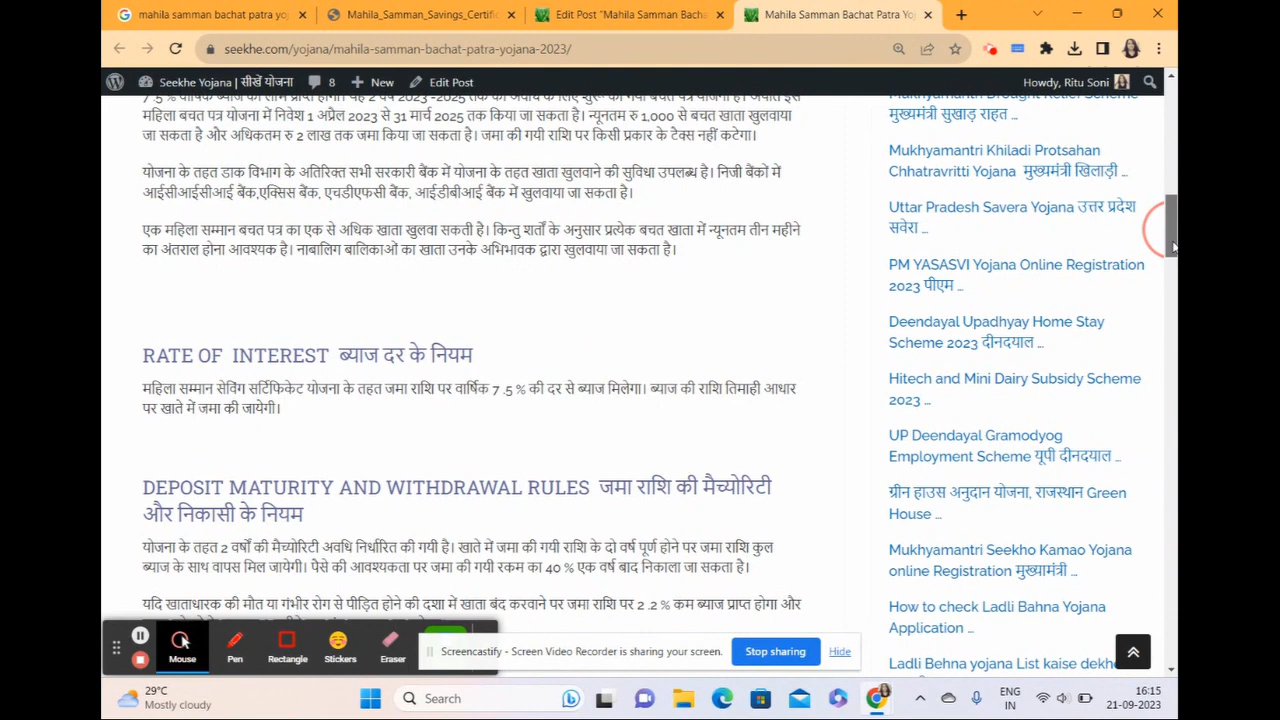 mahila samman bachat patra yo
Mahila_Samman_Savings_Certifi
Edit Post "Mahila Samman Bacha
Mahila Samman Bachat Patra Yo
seekhe.com/yojana/mahila-samman-bachat-patra-yojana-2023/
Seekhe Yojana | सीखें योजना
8
New
Edit Post
Howdy, Ritu Soni
महिला बचत पत्र योजना में निवेश 1 अप्रैल 2023 से 31 मार्च 2025 तक किया जा सकता है। न्यूनतम रु 1,000 से बचत खाता खुलवाया
जा सकता है और अधिकतम रु 2 लाख तक जमा किया जा सकता है। जमा की गयी राशि पर किसी प्रकार के टैक्स नहीं कटेगा।
योजना के तहत डाक विभाग के अतिरिक्त सभी सरकारी बैंक में योजना के तहत खाता खुलवाने की सुविधा उपलब्ध है। निजी बैंकों में
आईसीआईसीआई बैंक,एक्सिस बैंक, एचडीएफसी बैंक, आईडीबीआई बैंक में खुलवाया जा सकता है।
एक महिला सम्मान बचत पत्र का एक से अधिक खाता खुलवा सकती है। किन्तु शर्तों के अनुसार प्रत्येक बचत खाता में न्यूनतम तीन महीने
का अंतराल होना आवश्यक है। नाबालिग बालिकाओं का खाता उनके अभिभावक द्वारा खुलवाया जा सकता है।
RATE OF INTEREST ब्याज दर के नियम
महिला सम्मान सेविंग सर्टिफिकेट योजना के तहत जमा राशि पर वार्षिक 7 .5 % की दर से ब्याज मिलेगा। ब्याज की राशि तिमाही आधार
पर खाते में जमा की जायेगी।
DEPOSIT MATURITY AND WITHDRAWAL RULES जमा राशि की मैच्योरिटी
और निकासी के नियम
योजना के तहत 2 वर्षों की मैच्योरिटी अवधि निर्धारित की गयी है। खाते में जमा की गयी राशि के दो वर्ष पूर्ण होने पर जमा राशि कुल
ब्याज के साथ वापस मिल जायेगी। पैसे की आवश्यकता पर जमा की गयी रकम का 40 % एक वर्ष बाद निकाला जा सकता है।
यदि खाताधारक की मौत या गंभीर रोग से पीड़ित होने की दशा में खाता बंद करवाने पर जमा राशि पर 2 .2 % कम ब्याज प्राप्त होगा और
Mukhyamantri Drought Relief Scheme
मुख्यमंत्री सुखाड़ राहत ...
Mukhyamantri Khiladi Protsahan
Chhatravritti Yojana मुख्यमंत्री खिलाड़ी ...
Uttar Pradesh Savera Yojana उत्तर प्रदेश
सवेरा ...
PM YASASVI Yojana Online Registration
2023 पीएम ...
Deendayal Upadhyay Home Stay
Scheme 2023 दीनदयाल ...
Hitech and Mini Dairy Subsidy Scheme
2023 ...
UP Deendayal Gramodyog
Employment Scheme यूपी दीनदयाल ...
ग्रीन हाउस अनुदान योजना, राजस्थान Green
House ...
Mukhyamantri Seekho Kamao Yojana
online Registration मुख्यामंत्री ...
How to check Ladli Bahna Yojana
Application ...
Ladli Behna yojana List kaise dekhe
Mouse
Pen
Rectangle
Stickers
Eraser
Screencastify - Screen Video Recorder is sharing your screen.
Stop sharing
Hide
29°C
Mostly cloudy
Search
ENG
IN
16:15
21-09-2023